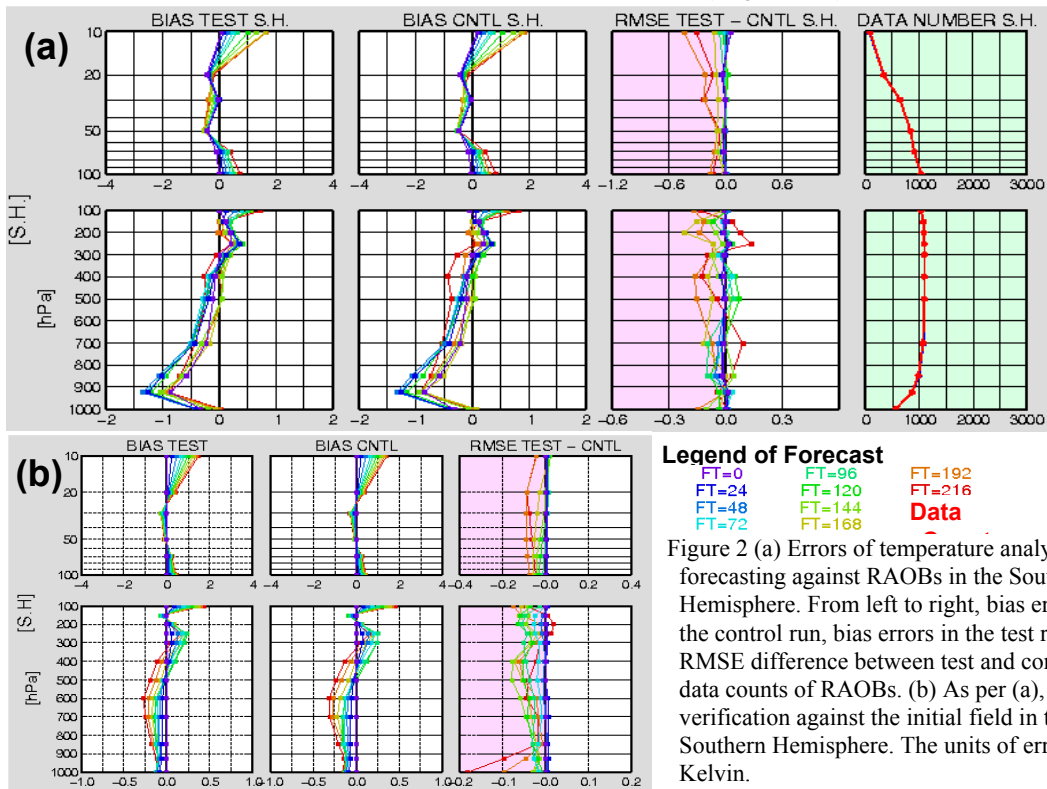 (a)
BIAS TEST S.H. BIAS CNTL S.H. RMSE TEST - CNTL S.H. DATA NUMBER S.H.
10
20
50
100
-4 -2 0 2 4 -4 -2 0 2 4 -1.2 -0.6 0.0 0.6 0 1000 2000 3000
[S.H.]
[hPa]
100
200
300
400
500
600
700
800
900
1000
-2 -1 0 1 2 -2 -1 0 1 2 -0.6 -0.3 0.0 0.3 0 1000 2000 3000
(b)
BIAS TEST BIAS CNTL RMSE TEST - CNTL
10
20
50
100
-4 -2 0 2 4 -2 0 2 4 -0.2 0.0 0.2 0.4
[S.H]
[hPa]
100
200
300
400
500
600
700
800
900
1000
-1.0 -0.5 0.0 0.5 1.0 -0.5 0.0 0.5 1.0 -0.1 0.0 0.1 0.2
Legend of Forecast
FT=0 FT=96 FT=192
FT=24 FT=120 FT=216
FT=48 FT=144 Data
FT=72 FT=168
Figure 2 (a) Errors of temperature analy
forecasting against RAOBs in the Sou
Hemisphere. From left to right, bias er
the control run, bias errors in the test r
RMSE difference between test and con
data counts of RAOBs. (b) As per (a),
verification against the initial field in t
Southern Hemisphere. The units of err
Kelvin.